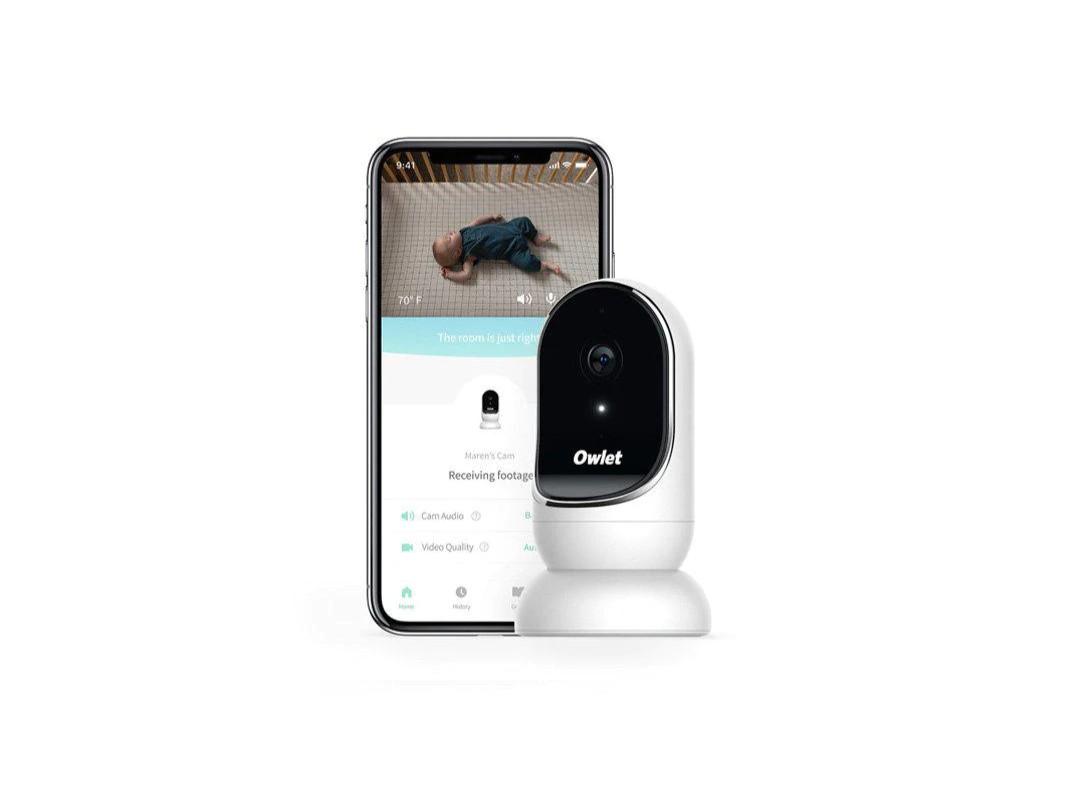 9:41
70° F
The room is just right
Maren's Cam
Receiving footage
Cam Audio
Video Quality
Home
History
Owlet